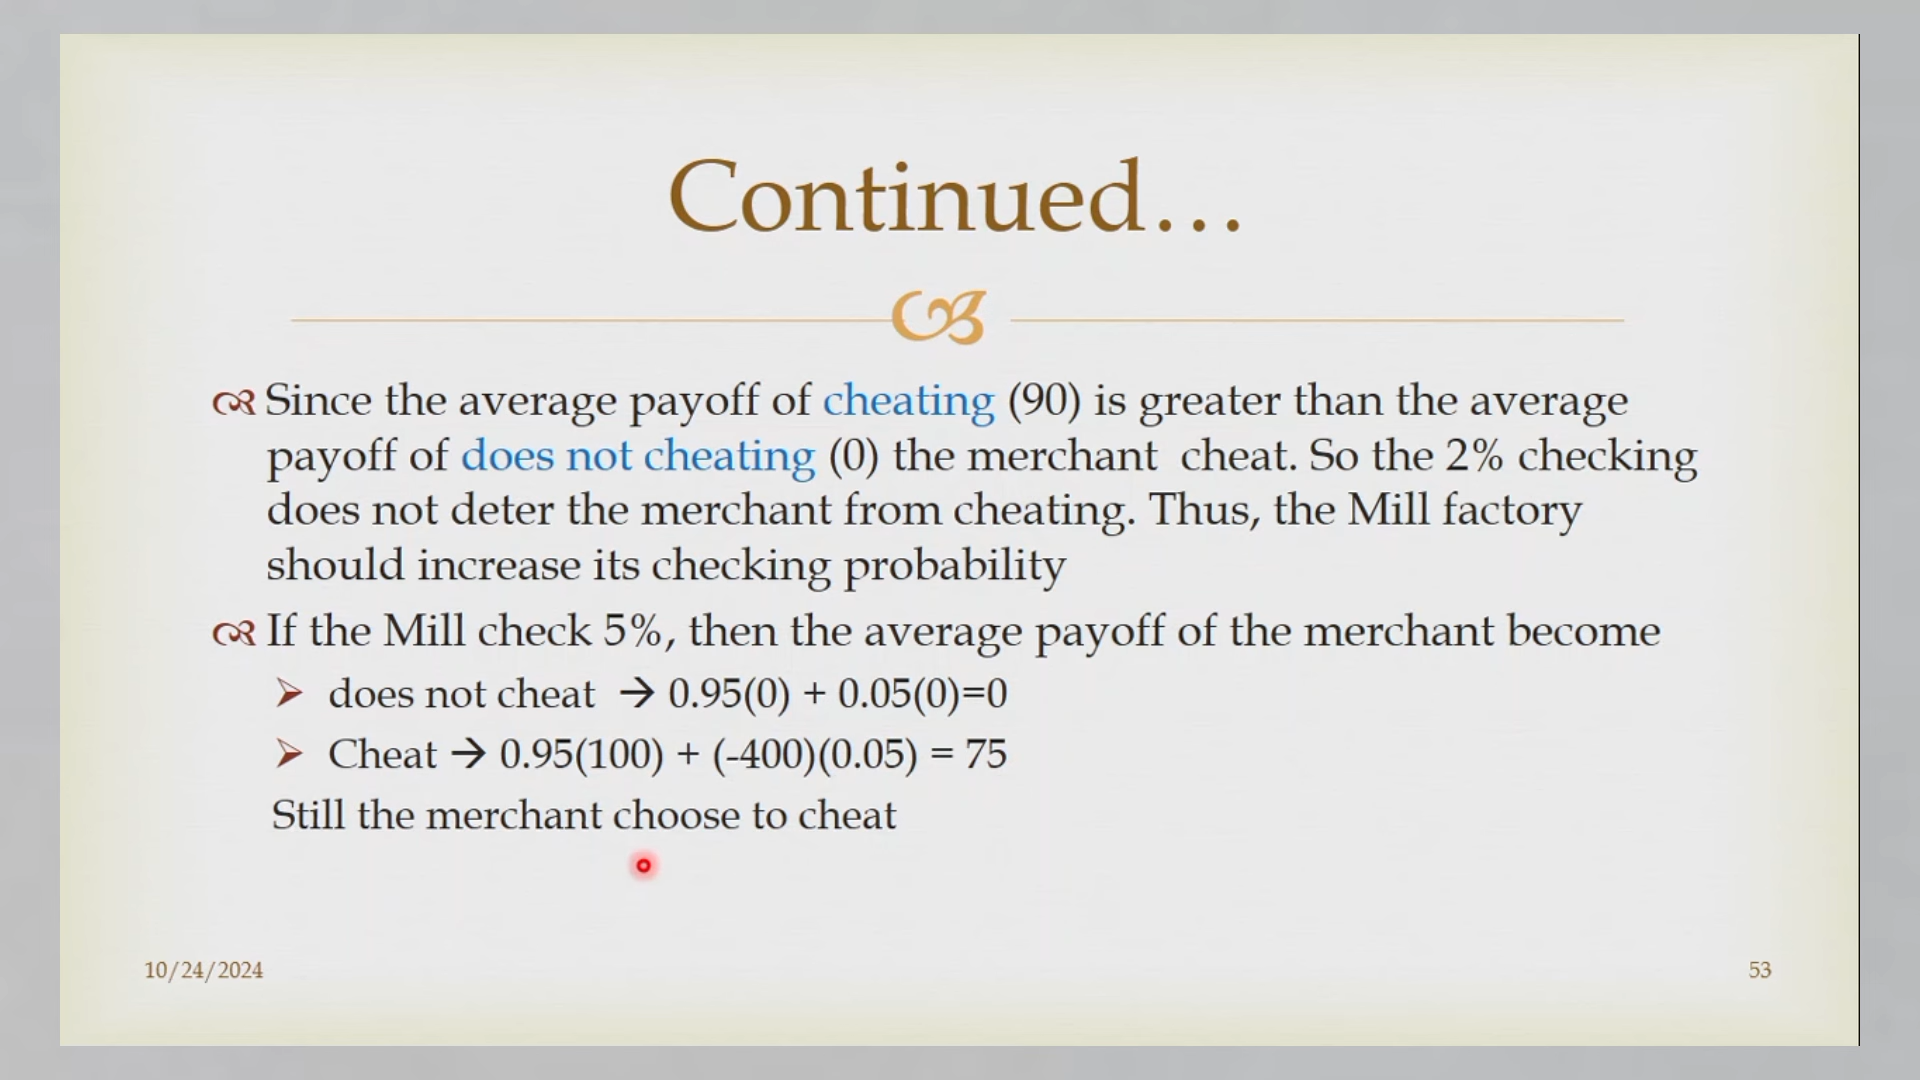 Continued…
Since the average payoff of cheating (90) is greater than the average
payoff of does not cheating (0) the merchant cheat. So the 2% checking
does not deter the merchant from cheating. Thus, the Mill factory
should increase its checking probability
If the Mill check 5%, then the average payoff of the merchant become
does not cheat → 0.95(0) + 0.05(0)=0
Cheat → 0.95(100) + (-400)(0.05) = 75
Still the merchant choose to cheat
10/24/2024
53